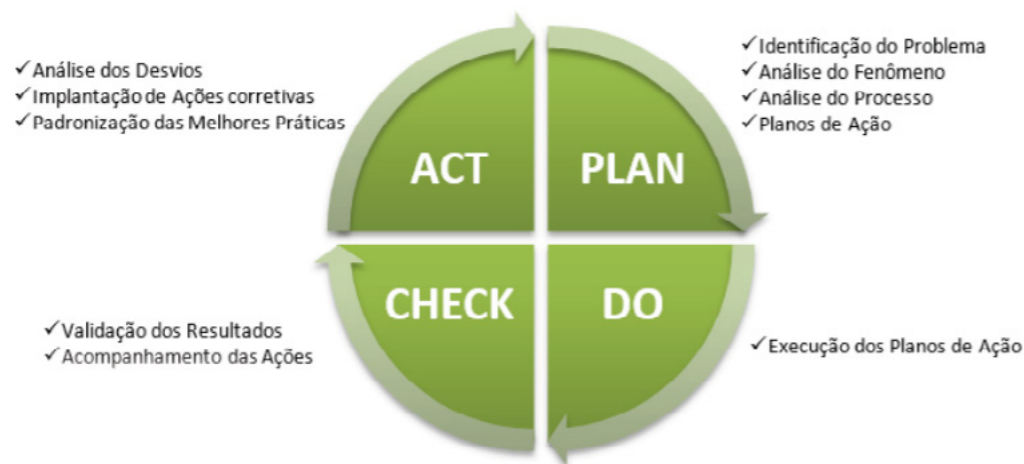 ✓Análise dos Desvios
✓Implantação de Ações corretivas
✓Padronização das Melhores Práticas
✓Identificação do Problema
✓Análise do Fenômeno
✓Análise do Processo
✓Planos de Ação
ACT
PLAN
CHECK
DO
✓Validação dos Resultados
✓Acompanhamento das Ações
✓Execução dos Planos de Ação